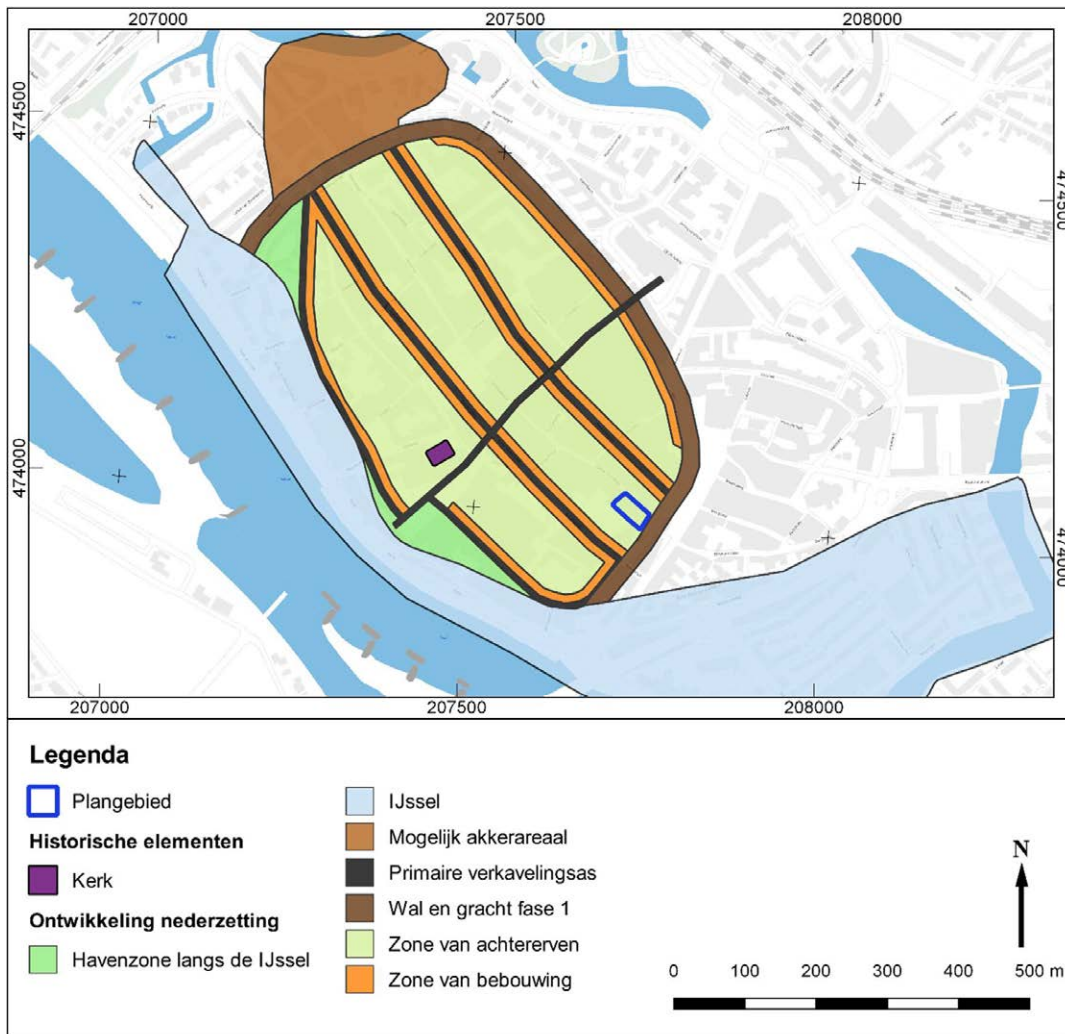 207000
207500
208000
474500
474500
474000
474000
207000
207500
208000
Legenda
Plangebied
Historische elementen
Kerk
Ontwikkeling nederzetting
Havenzone langs de IJssel
IJssel
Mogelijk akkerareaal
Primaire verkavelingsas
Wal en gracht fase 1
Zone van achtererven
Zone van bebouwing
N
0 100 200 300 400 500 m